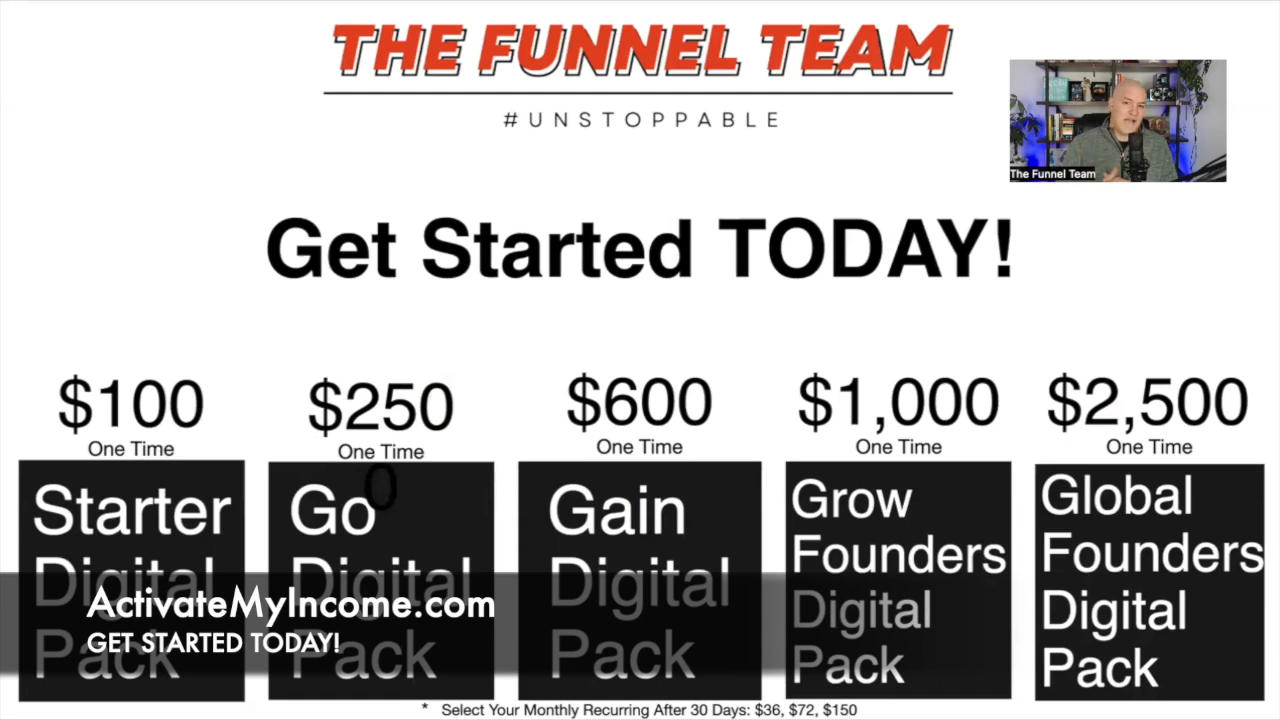 THE FUNNEL TEAM
#UNSTOPPABLE
The Funnel Team
Get Started TODAY!
$100
One Time
Starter
Digital
Pack
$250
One Time
0
Go
Digital
Pack
$600
One Time
Gain
Digital
Pack
$1,000
One Time
Grow
Founders
Digital
Pack
$2,500
One Time
Global
Founders
Digital
Pack
ActivateMyIncome.com
GET STARTED TODAY!
* Select Your Monthly Recurring After 30 Days: $36, $72, $150